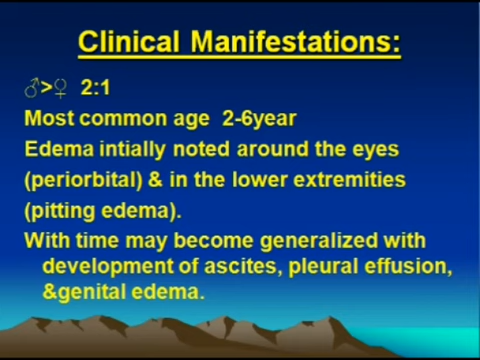 Clinical Manifestations:
♂>♀ 2:1
Most common age 2-6year
Edema intially noted around the eyes
(periorbital) & in the lower extremities
(pitting edema).
With time may become generalized with
development of ascites, pleural effusion,
&genital edema.